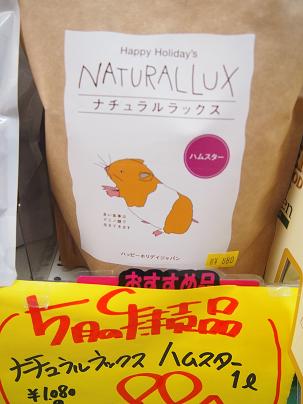 Happy Holiday's
NATURALLUX
ナチュラルラックス
ハムスター
ハッピーホリデイジャパン
おすすめ品
5月の特売品
ナチュラルラックス ハムスター
1ℓ
¥1,080